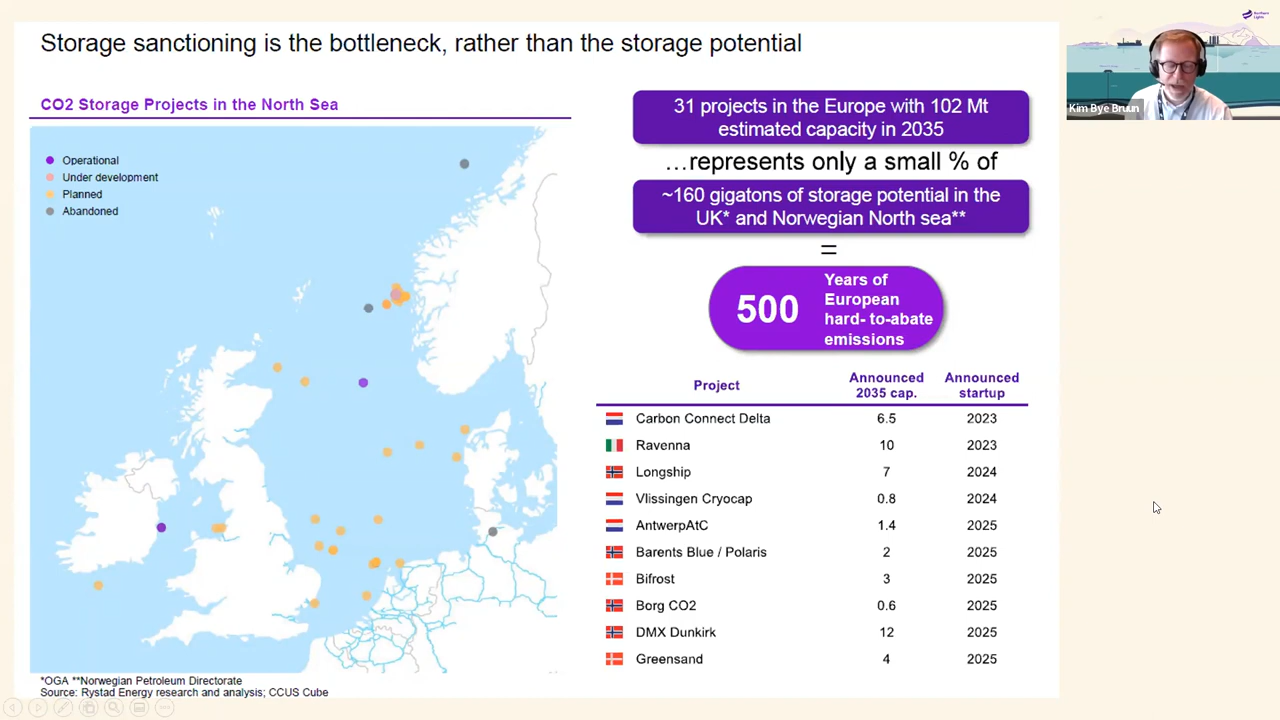 Storage sanctioning is the bottleneck, rather than the storage potential
CO2 Storage Projects in the North Sea
Operational
Under development
Planned
Abandoned
*OGA **Norwegian Petroleum Directorate
Source: Rystad Energy research and analysis; CCUS Cube
31 projects in the Europe with 102 Mt
estimated capacity in 2035
…represents only a small % of
~160 gigatons of storage potential in the
UK* and Norwegian North sea**
=
500
Years of
European
hard- to-abate
emissions
Project Announced 2035 cap. Announced startup
Carbon Connect Delta 6.5 2023
Ravenna 10 2023
Longship 7 2024
Vlissingen Cryocap 0.8 2024
AntwerpAtC 1.4 2025
Barents Blue / Polaris 2 2025
Bifrost 3 2025
Borg CO2 0.6 2025
DMX Dunkirk 12 2025
Greensand 4 2025
Northern
Lights
Kim Bye Bruun